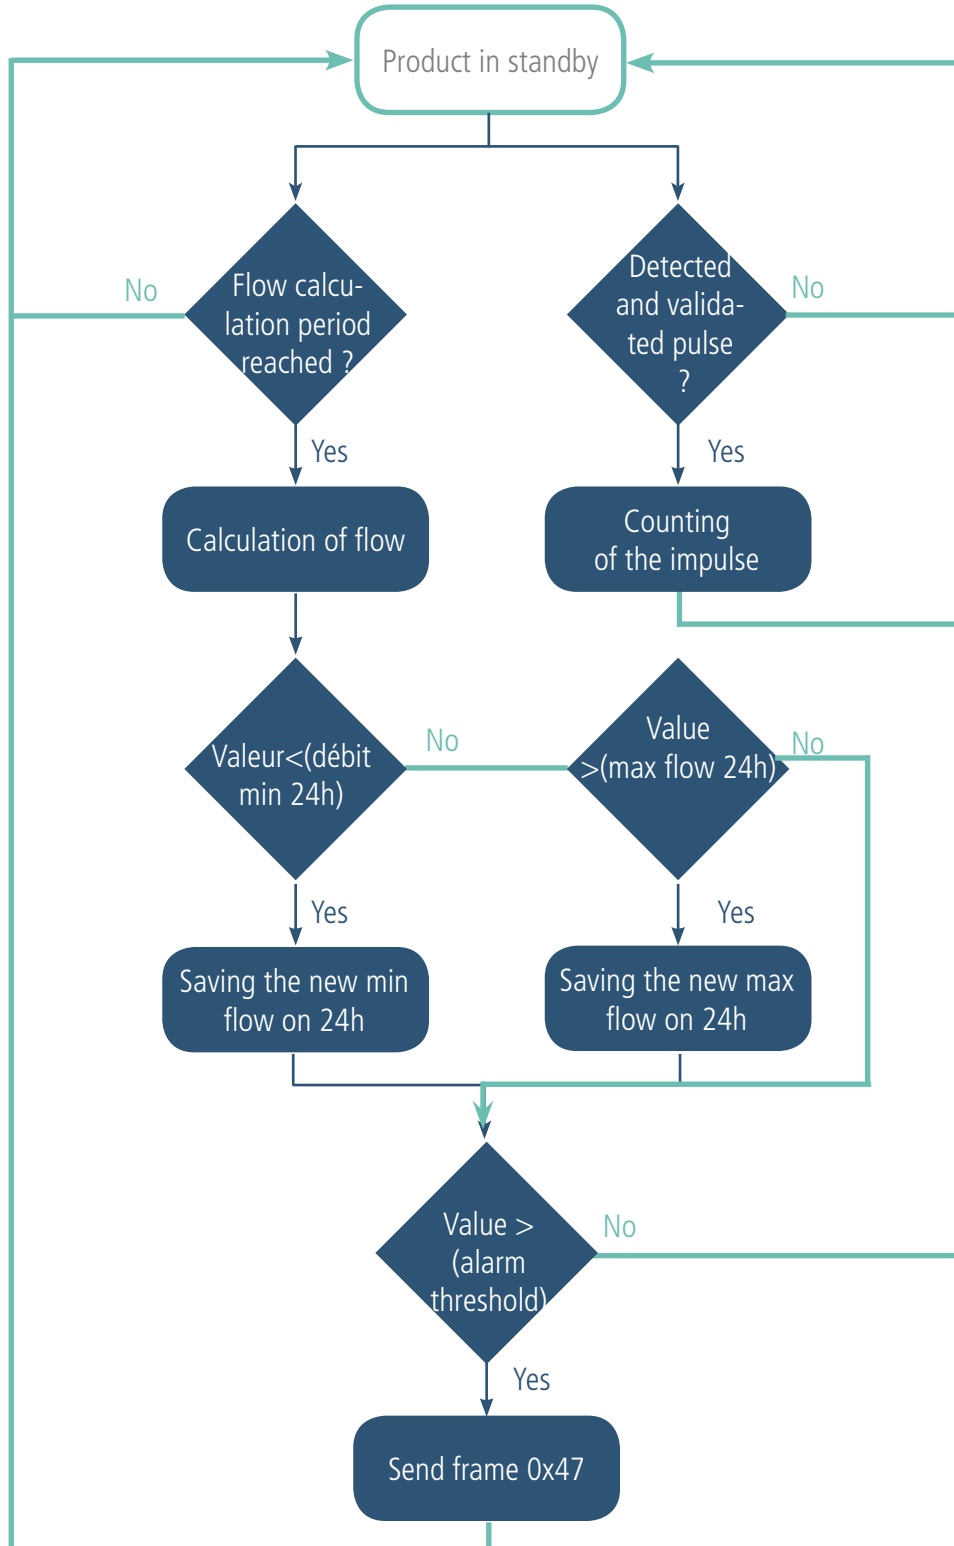 Product in standby
No
Flow calcu-
lation period
reached ?
Detected
and valida-
ted pulse
?
No
Yes
Yes
Calculation of flow
Counting
of the impulse
Valeur<(débit
min 24h)
No
Value
>(max flow 24h)
No
Yes
Yes
Saving the new min
flow on 24h
Saving the new max
flow on 24h
Value >
(alarm
threshold)
No
Yes
Send frame 0x47